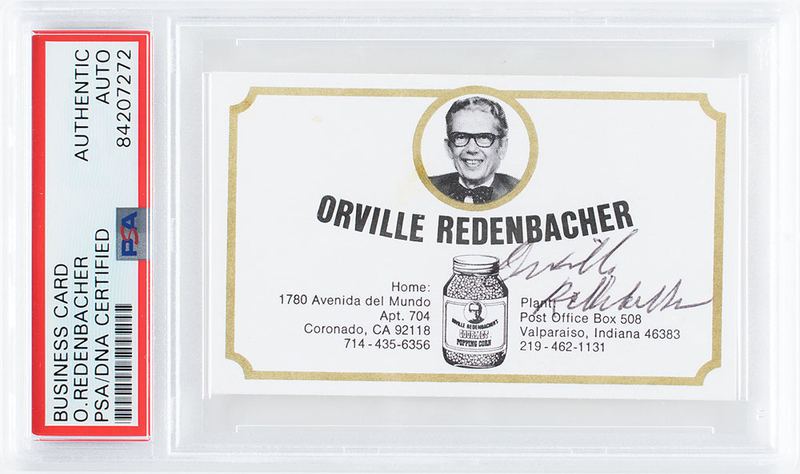 BUSINESS CARD
O.REDENBACHER
PSA/DNA CERTIFIED
AUTHENTIC
AUTO
84207272
PSA
ORVILLE REDENBACHER
Orville
Redenbacher
Home:
1780 Avenida del Mundo
Apt. 704
Coronado, CA 92118
714-435-6356
ORVILLE REDENBACHER'S
GOURMET
POPPING CORN
Plant:
Post Office Box 508
Valparaiso, Indiana 46383
219-462-1131